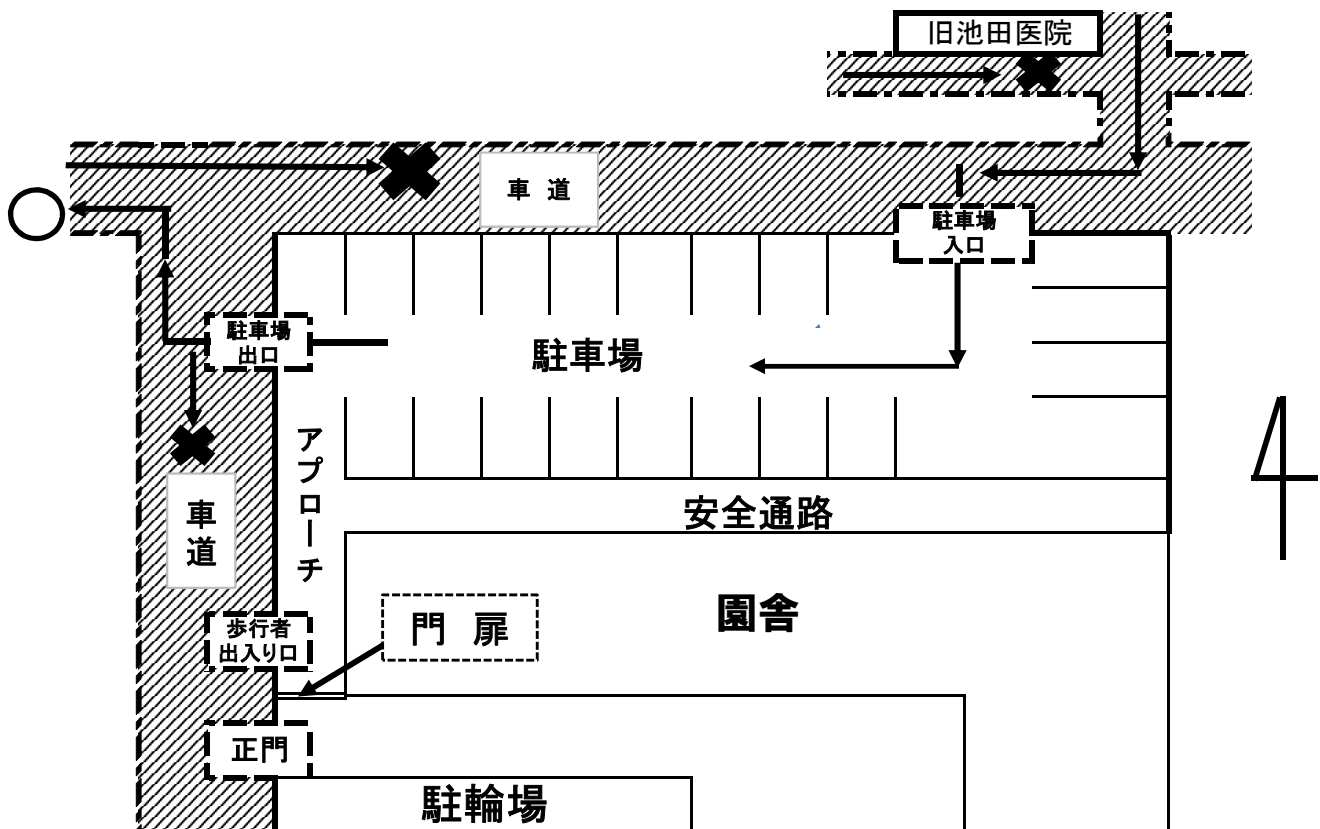 旧池田医院
車 道
駐車場
入口
駐車場
出口
駐車場
アプローチ
安全通路
車道
園舎
門 扉
歩行者
出入り口
正門
駐輪場